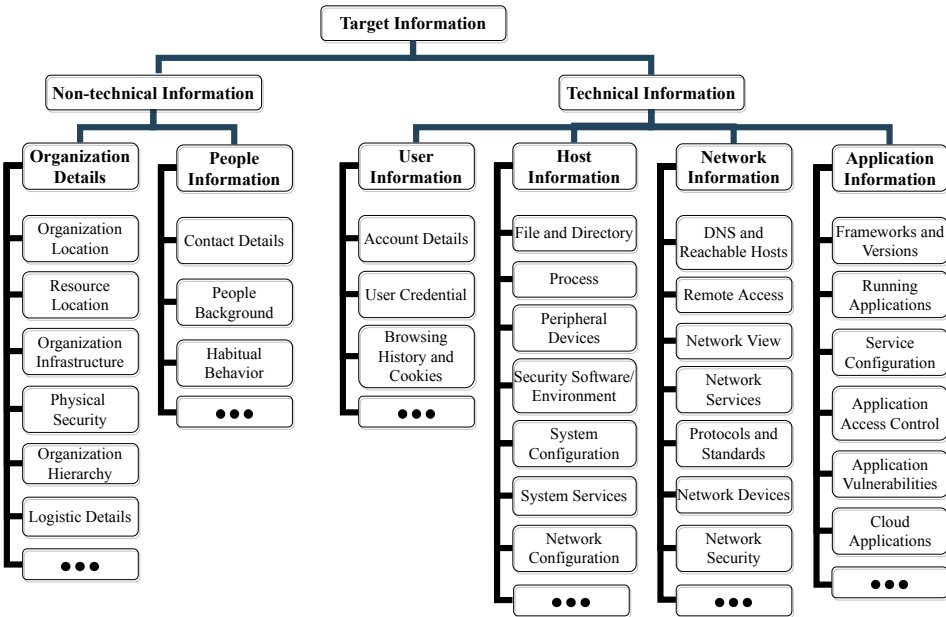 Target Information
Non-technical Information
Technical Information
Organization
Details
People
Information
User
Information
Host
Information
Network
Information
Application
Information
Organization
Location
Resource
Location
Organization
Infrastructure
Physical
Security
Organization
Hierarchy
Logistic Details
●●●
Contact Details
People
Background
Habitual
Behavior
●●●
Account Details
User Credential
Browsing
History and
Cookies
●●●
File and Directory
Process
Peripheral
Devices
Security Software/
Environment
System
Configuration
System Services
Network
Configuration
●●●
DNS and
Reachable Hosts
Remote Access
Network View
Network
Services
Protocols and
Standards
Network Devices
Network
Security
●●●
Frameworks and
Versions
Running
Applications
Service
Configuration
Application
Access Control
Application
Vulnerabilities
Cloud
Applications
●●●